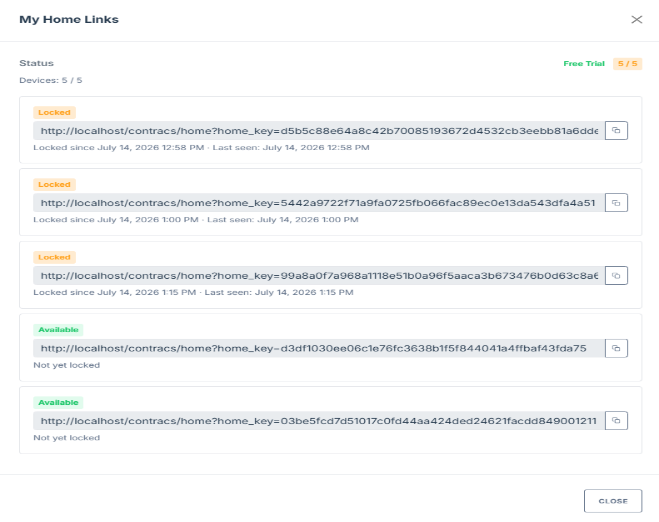 My Home Links
Status
Free Trial 5 / 5
Devices: 5 / 5
Locked
http://localhost/contracs/home?home_key=d5b5c88e64a8c42b70085193672d4532cb3eebb81a6dde
Locked since July 14, 2026 12:58 PM · Last seen: July 14, 2026 12:58 PM
Locked
http://localhost/contracs/home?home_key=5442a9722f71a9fa0725fb066fac89ec0e13da543dfa4a51
Locked since July 14, 2026 1:00 PM · Last seen: July 14, 2026 1:00 PM
Locked
http://localhost/contracs/home?home_key=99a8a0f7a968a1118e51b0a96f5aaca3b673476b0d63c8a6
Locked since July 14, 2026 1:15 PM · Last seen: July 14, 2026 1:15 PM
Available
http://localhost/contracs/home?home_key=d3df1030ee06c1e76fc3638b1f5f844041a4ffbaf43fda75
Not yet locked
Available
http://localhost/contracs/home?home_key=03be5fcd7d51017c0fd44aa424ded24621facdd849001211
Not yet locked
CLOSE